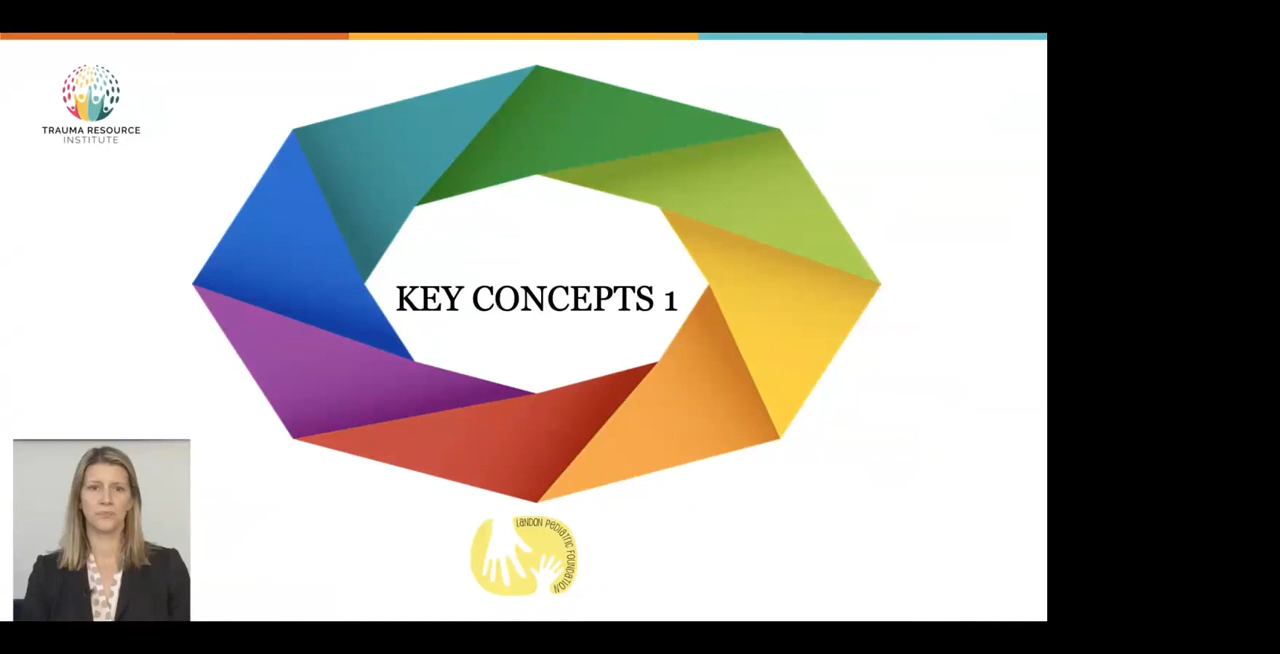 TRAUMA RESOURCE
INSTITUTE
KEY CONCEPTS 1
LANDON PEDIATRIC FOUNDATION